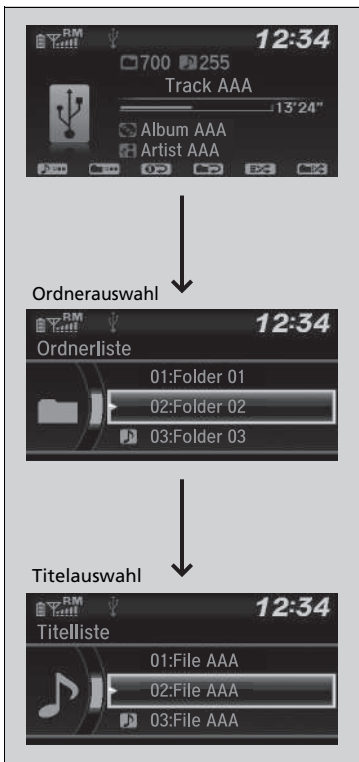 RM 12:34
700 255
Track AAA
13'24"
Album AAA
Artist AAA
Ordnerauswahl
RM 12:34
Ordnerliste
01:Folder 01
02:Folder 02
03:Folder 03
Titelauswahl
RM 12:34
Titelliste
01:File AAA
02:File AAA
03:File AAA